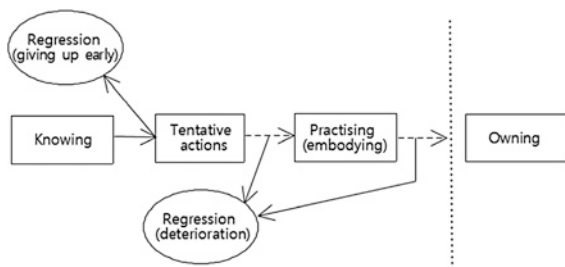 Regression
(giving up early)
Knowing
Tentative
actions
Practising
(embodying)
Owning
Regression
(deterioration)